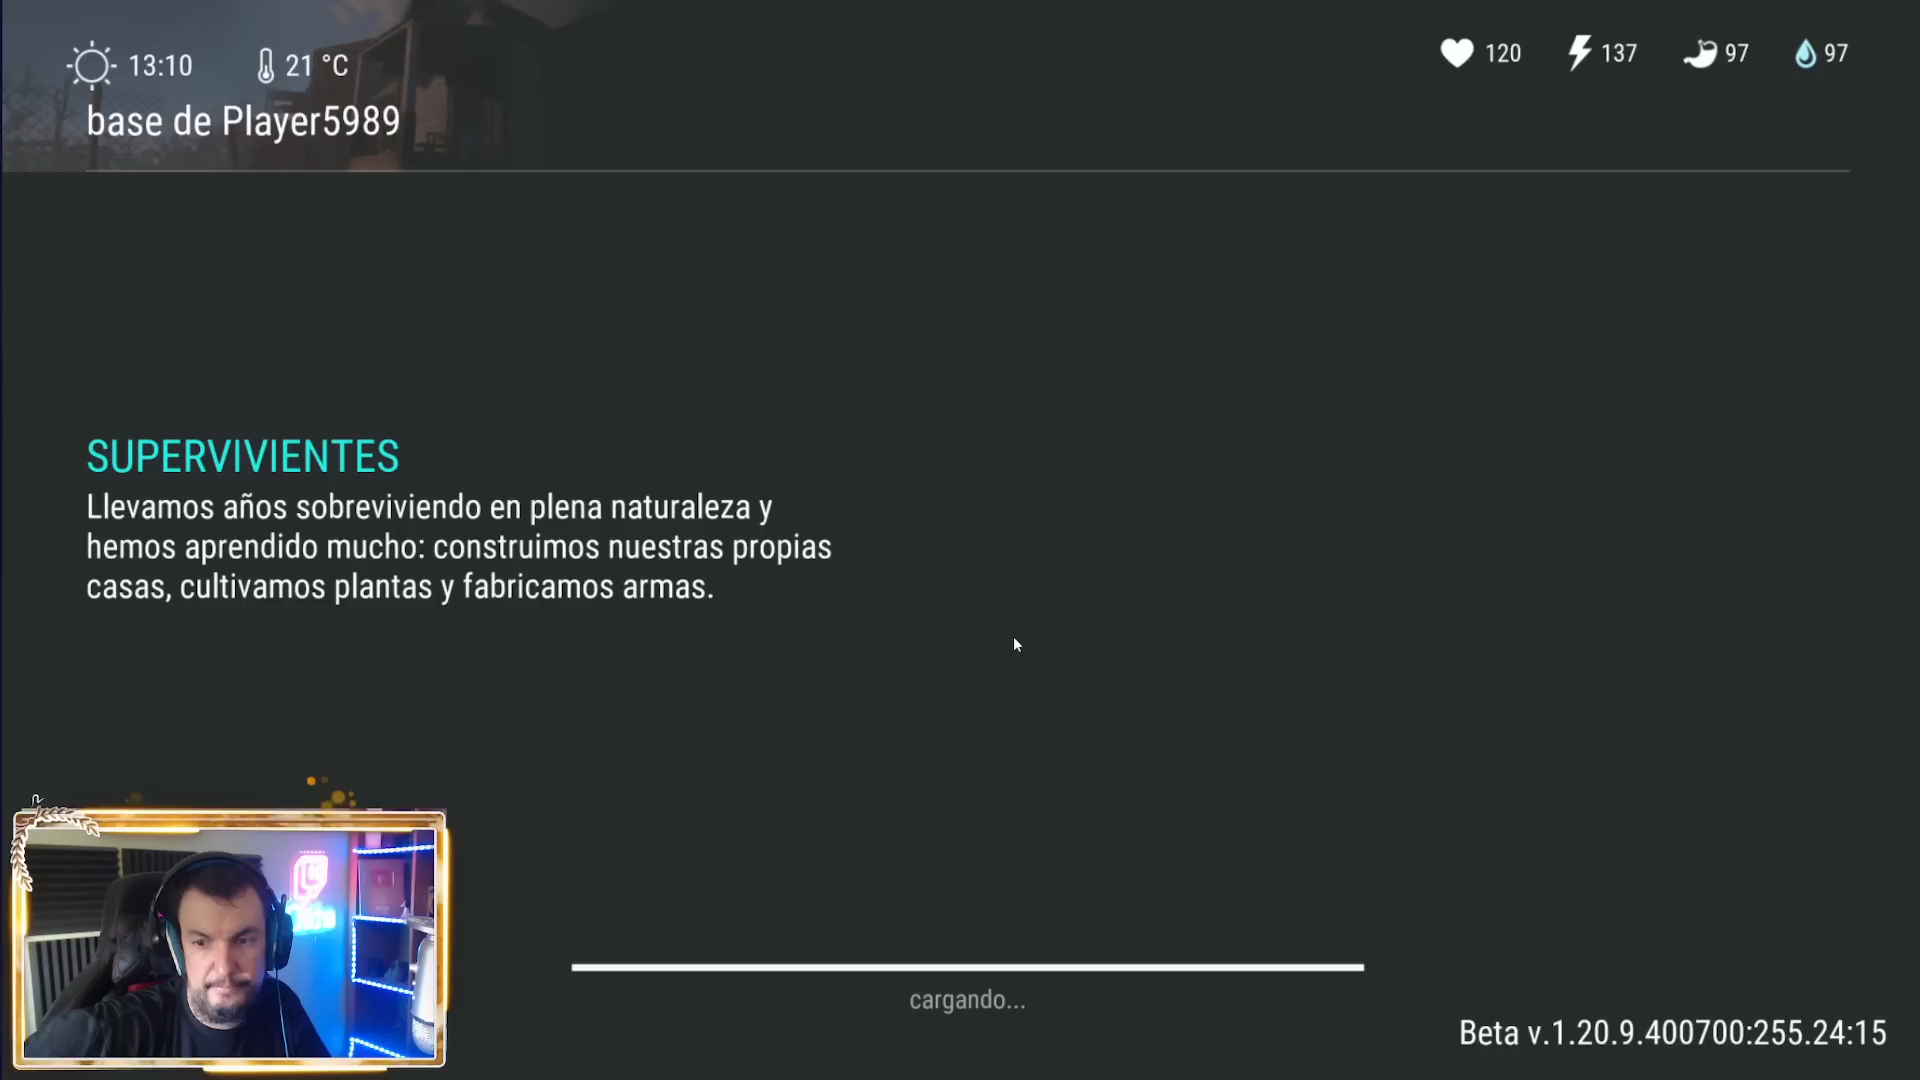 13:10
21 °C
120
137
97
97
base de Player5989
SUPERVIVIENTES
Llevamos años sobreviviendo en plena naturaleza y
hemos aprendido mucho: construimos nuestras propias
casas, cultivamos plantas y fabricamos armas.
cargando...
Beta v.1.20.9.400700:255.24:15